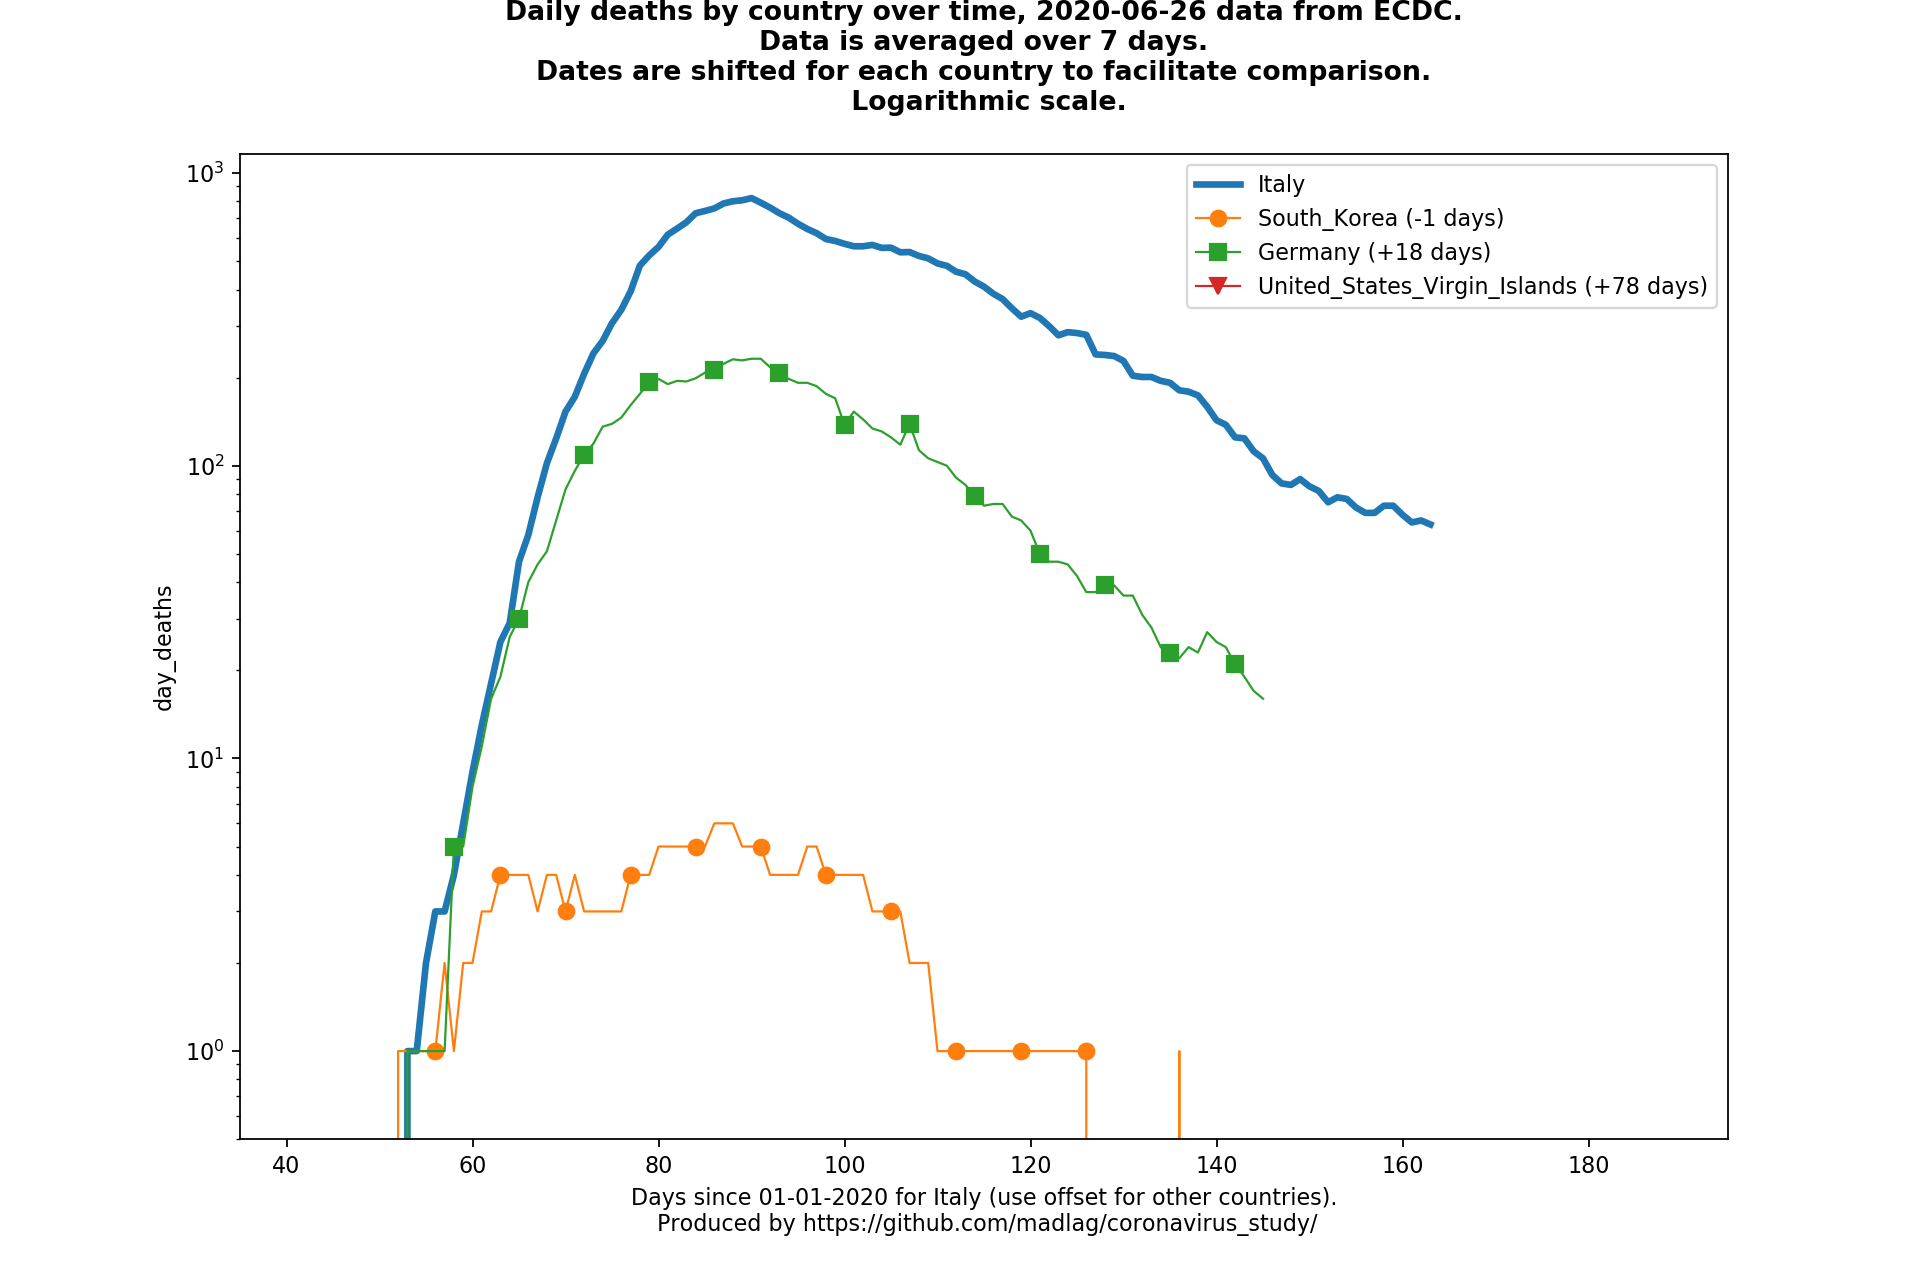 Daily deaths by country over time, 2020-06-26 data from ECDC.
Data is averaged over 7 days.
Dates are shifted for each country to facilitate comparison.
Logarithmic scale.
10³
10²
10¹
10⁰
day_deaths
Italy
South_Korea (-1 days)
Germany (+18 days)
United_States_Virgin_Islands (+78 days)
40 60 80 100 120 140 160 180
Days since 01-01-2020 for Italy (use offset for other countries).
Produced by https://github.com/madlag/coronavirus_study/